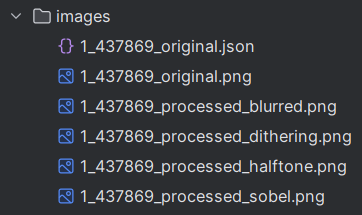 images
1_437869_original.json
1_437869_original.png
1_437869_processed_blurred.png
1_437869_processed_dithering.png
1_437869_processed_halftone.png
1_437869_processed_sobel.png